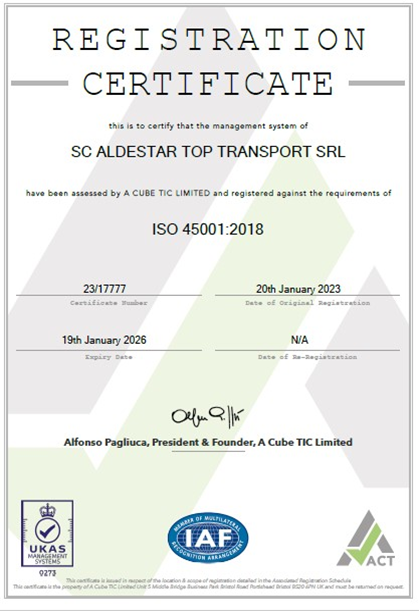 REGISTRATION
CERTIFICATE
this is to certify that the management system of
SC ALDESTAR TOP TRANSPORT SRL
have been assessed by A CUBE TIC LIMITED and registered against the requirements of
ISO 45001:2018
23/17777
20th January 2023
Certificate Number
Date of Original Registration
19th January 2026
N/A
Expiry Date
Date of Re-Registration
Alfonso Pagliuca, President & Founder, A Cube TIC Limited
UKAS
MANAGEMENT
SYSTEMS
0273
MEMBER OF MULTILATERAL
IAF
RECOGNITION ARRANGEMENT
ACT
This certificate is issued in respect of the location & scope of registration detailed in the Associated Registration Schedule
This certificate is the property of A Cube TIC Limited Unit 5 Middle Bridge Business Park Bristol Road Portishead Bristol BS20 6PN UK and must be returned on request